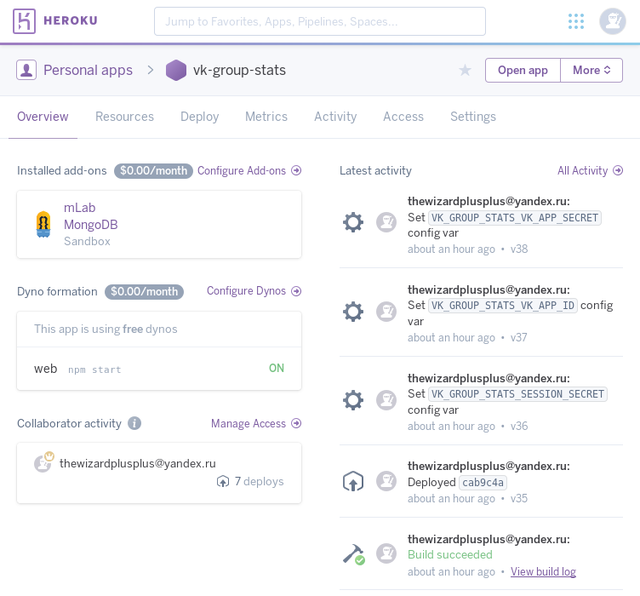 HEROKU
Jump to Favorites, Apps, Pipelines, Spaces...
Personal apps
vk-group-stats
Open app
More
Overview
Resources
Deploy
Metrics
Activity
Access
Settings
Installed add-ons
$0.00/month
Configure Add-ons
mLab
MongoDB
Sandbox
Dyno formation
$0.00/month
Configure Dynos
This app is using free dynos
web npm start
ON
Collaborator activity
Manage Access
thewizardplusplus@yandex.ru
7 deploys
Latest activity
All Activity
thewizardplusplus@yandex.ru:
Set VK_GROUP_STATS_VK_APP_SECRET
config var
about an hour ago • v38
thewizardplusplus@yandex.ru:
Set VK_GROUP_STATS_VK_APP_ID config
var
about an hour ago • v37
thewizardplusplus@yandex.ru:
Set VK_GROUP_STATS_SESSION_SECRET
config var
about an hour ago • v36
thewizardplusplus@yandex.ru:
Deployed cab9c4a
about an hour ago • v35
thewizardplusplus@yandex.ru:
Build succeeded
about an hour ago • View build log